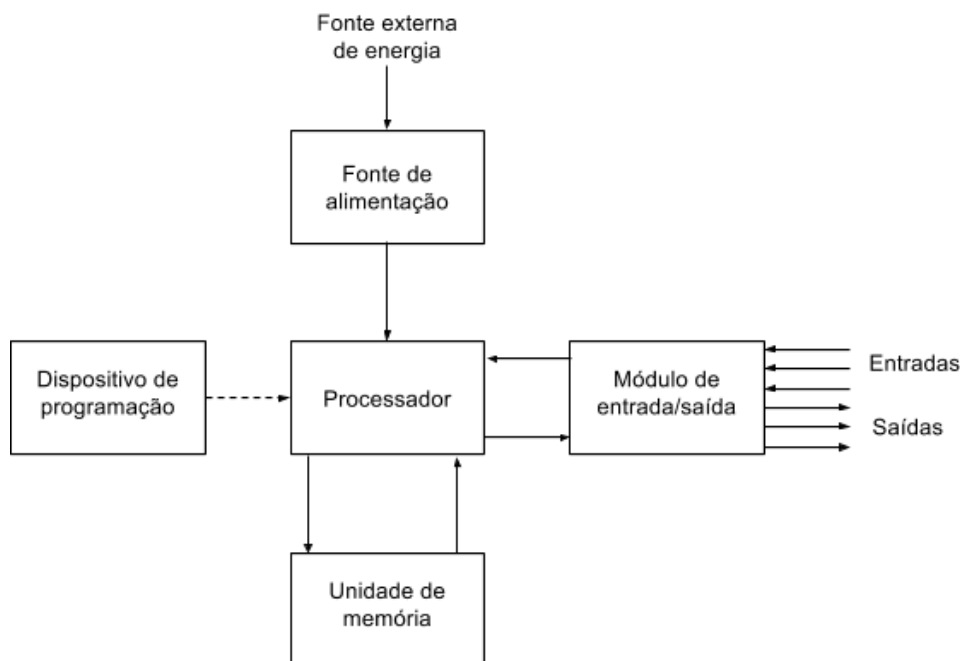 Fonte externa
de energia
Fonte de
alimentação
Dispositivo de
programação
Processador
Módulo de
entrada/saída
Entradas
Saídas
Unidade de
memória